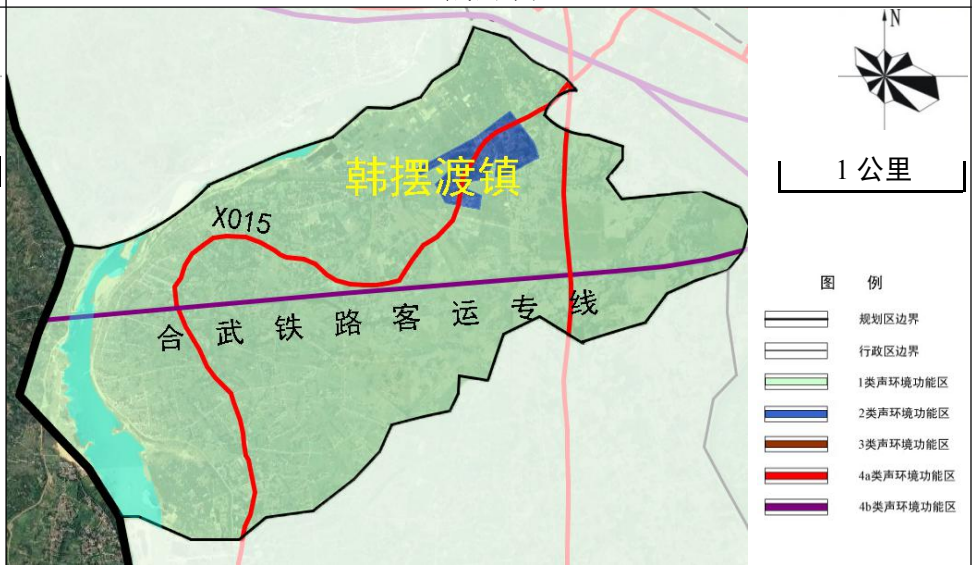 N
1 公里
韩摆渡镇
X015
合武铁路客运专线
图 例
规划区边界
行政区边界
1类声环境功能区
2类声环境功能区
3类声环境功能区
4a类声环境功能区
4b类声环境功能区